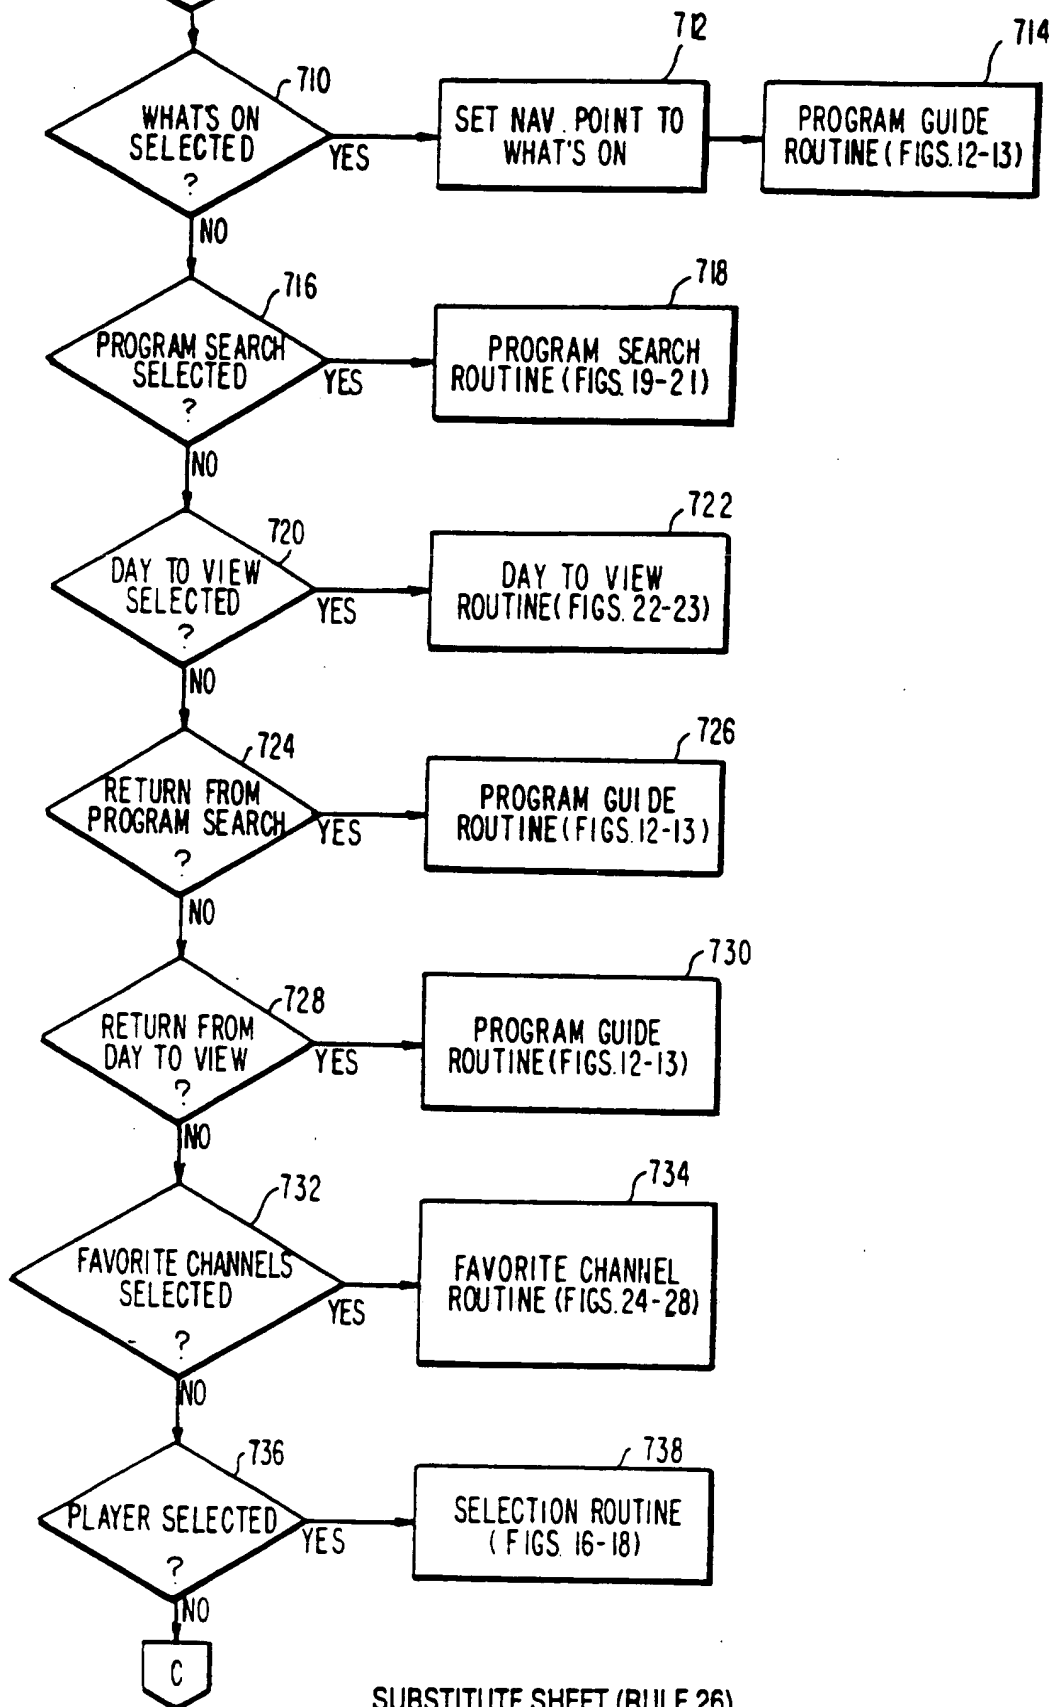 712
714
710
WHAT'S ON
SELECTED
?
YES
SET NAV. POINT TO
WHAT'S ON
PROGRAM GUIDE
ROUTINE (FIGS. 12-13)
NO
716
718
PROGRAM SEARCH
SELECTED
?
YES
PROGRAM SEARCH
ROUTINE (FIGS. 19-21)
NO
720
722
DAY TO VIEW
SELECTED
?
YES
DAY TO VIEW
ROUTINE (FIGS. 22-23)
NO
724
726
RETURN FROM
PROGRAM SEARCH
?
YES
PROGRAM GUIDE
ROUTINE (FIGS. 12-13)
NO
728
730
RETURN FROM
DAY TO VIEW
?
YES
PROGRAM GUIDE
ROUTINE (FIGS. 12-13)
NO
732
734
FAVORITE CHANNELS
SELECTED
?
YES
FAVORITE CHANNEL
ROUTINE (FIGS. 24-28)
NO
736
738
PLAYER SELECTED
?
YES
SELECTION ROUTINE
(FIGS. 16-18)
NO
C
SUBSTITUTE SHEET (RULE 26)